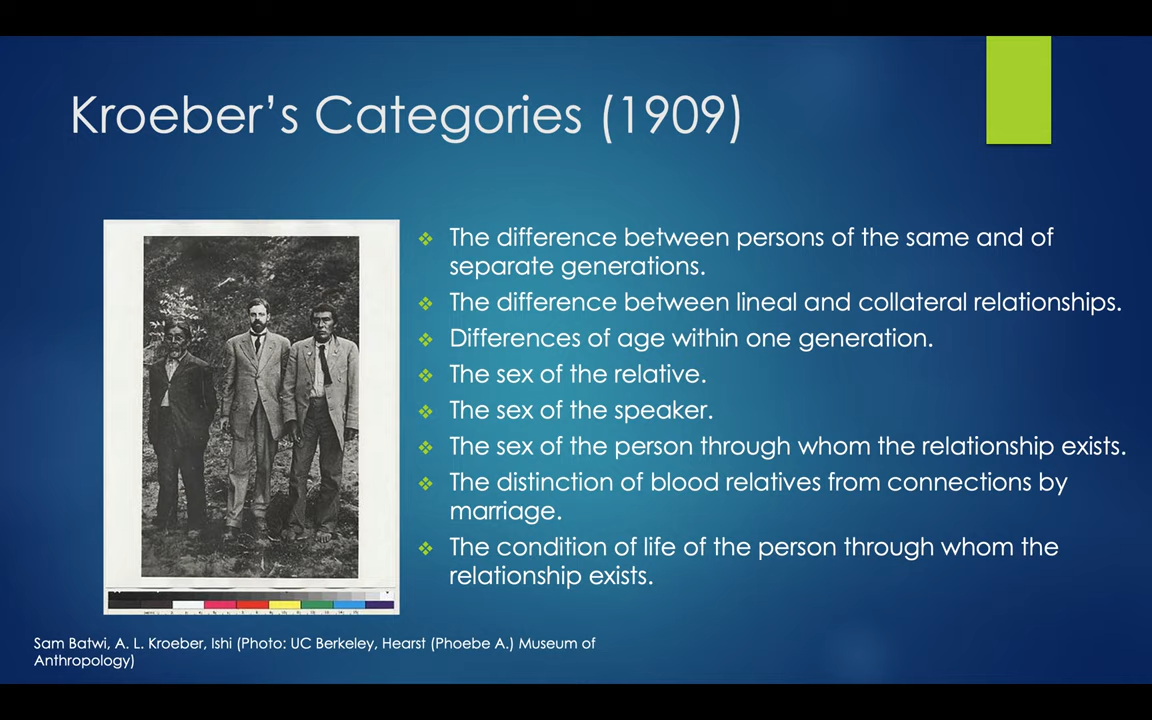 Kroeber’s Categories (1909)
❖ The difference between persons of the same and of
separate generations.
❖ The difference between lineal and collateral relationships.
❖ Differences of age within one generation.
❖ The sex of the relative.
❖ The sex of the speaker.
❖ The sex of the person through whom the relationship exists.
❖ The distinction of blood relatives from connections by
marriage.
❖ The condition of life of the person through whom the
relationship exists.
Sam Batwi, A. L. Kroeber, Ishi (Photo: UC Berkeley, Hearst (Phoebe A.) Museum of
Anthropology)